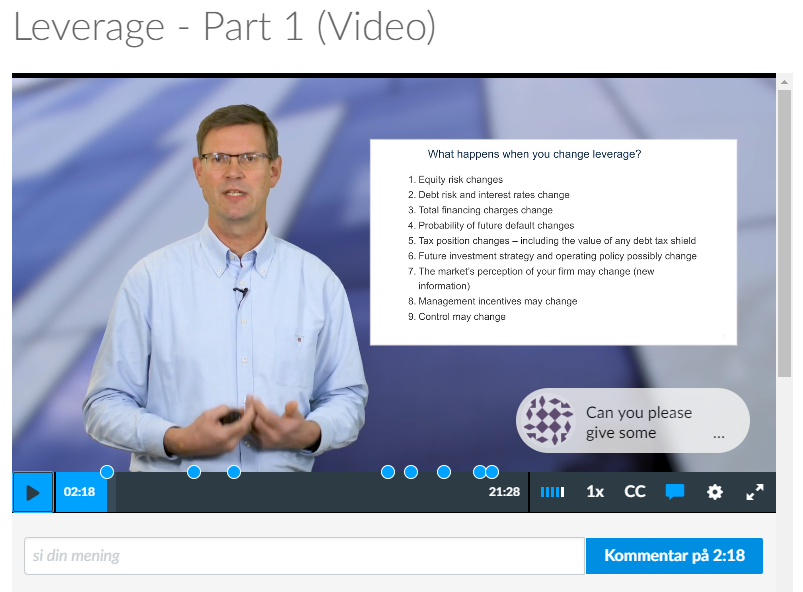 Leverage - Part 1 (Video)
What happens when you change leverage?
1. Equity risk changes
2. Debt risk and interest rates change
3. Total financing charges change
4. Probability of future default changes
5. Tax position changes – including the value of any debt tax shield
6. Future investment strategy and operating policy possibly change
7. The market's perception of your firm may change (new
information)
8. Management incentives may change
9. Control may change
Can you please
give some ...
02:18
21:28
1x
CC
si din mening
Kommentar på 2:18